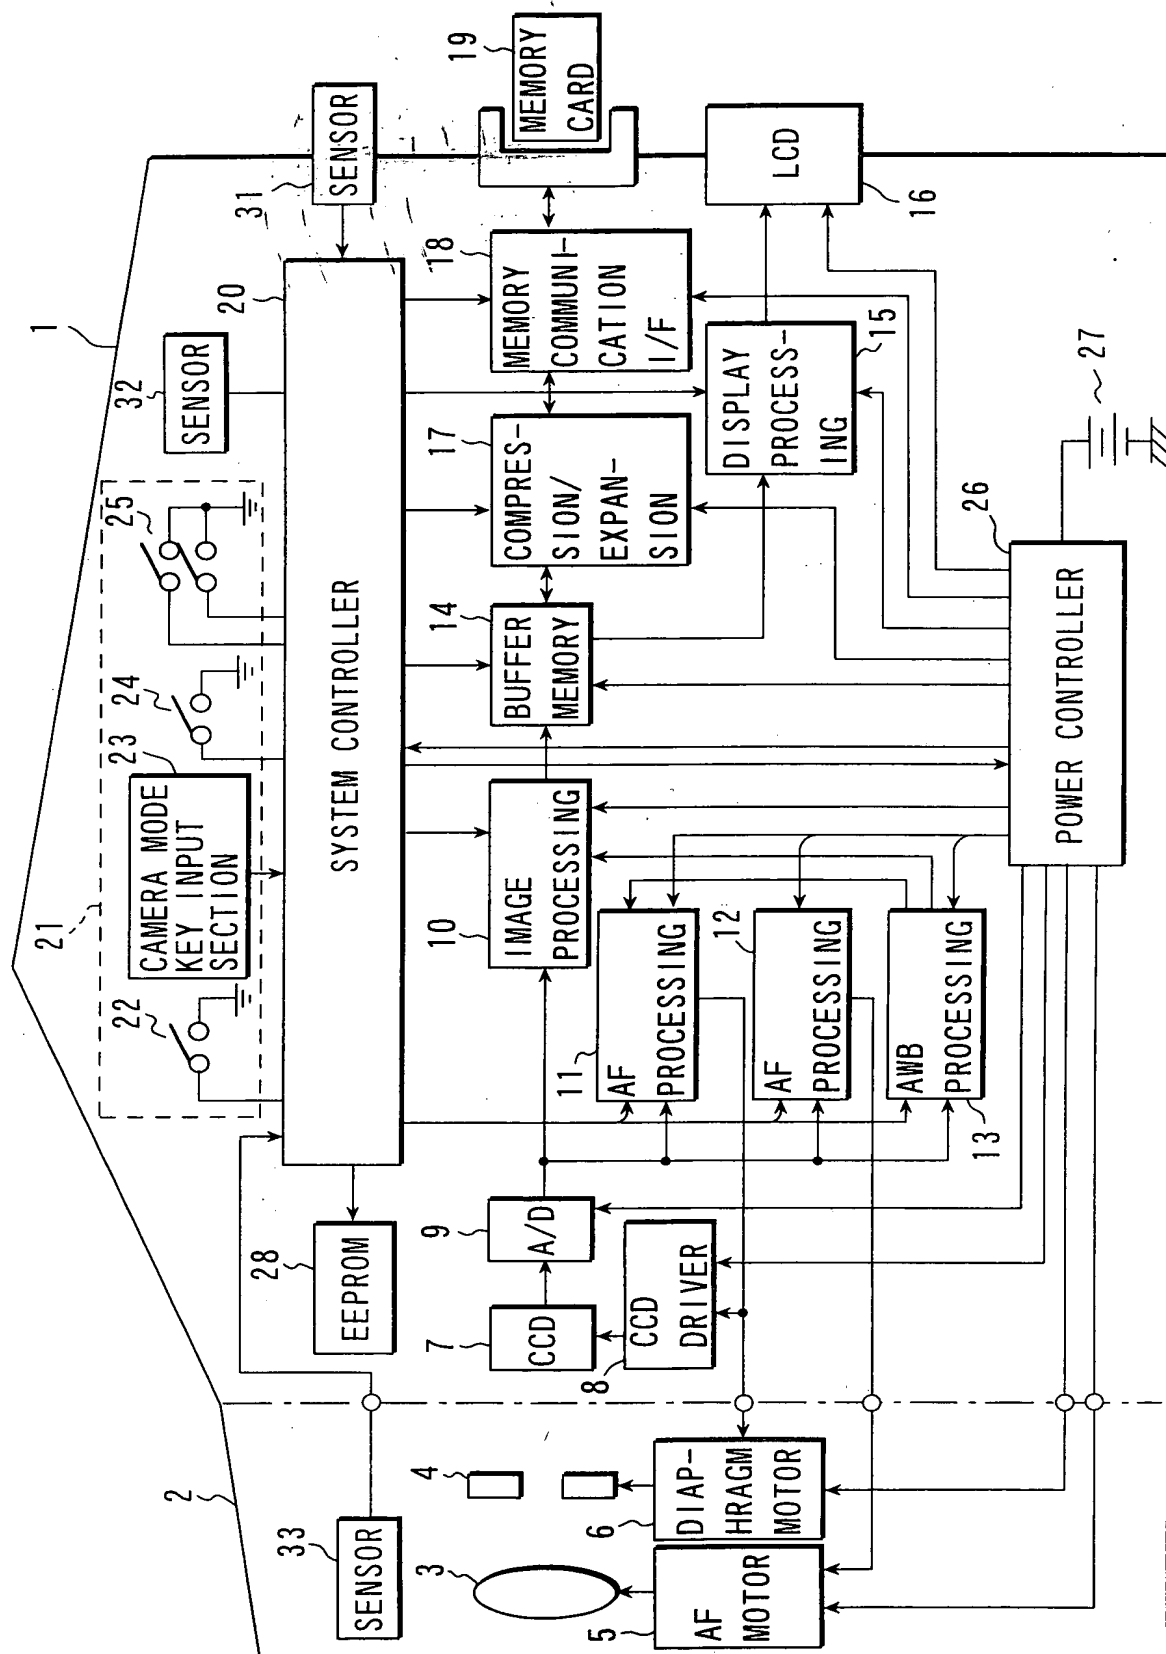 1
2
SENSOR
31
MEMORY
CARD
19
LCD
16
SENSOR
32
SYSTEM CONTROLLER
20
21
22
CAMERA MODE
KEY INPUT
SECTION
23
24
25
MEMORY
COMMUNI-
CATION
I/F
18
COMPRES-
SION/
EXPAN-
SION
17
BUFFER
MEMORY
14
DISPLAY
PROCESS-
ING
15
IMAGE
PROCESSING
10
AF
PROCESSING
11
AF
PROCESSING
12
AWB
PROCESSING
13
POWER CONTROLLER
26
27
EEPROM
28
A/D
9
CCD
7
CCD
DRIVER
8
SENSOR
33
3
4
DIAP-
HRAGM
MOTOR
6
AF
MOTOR
5